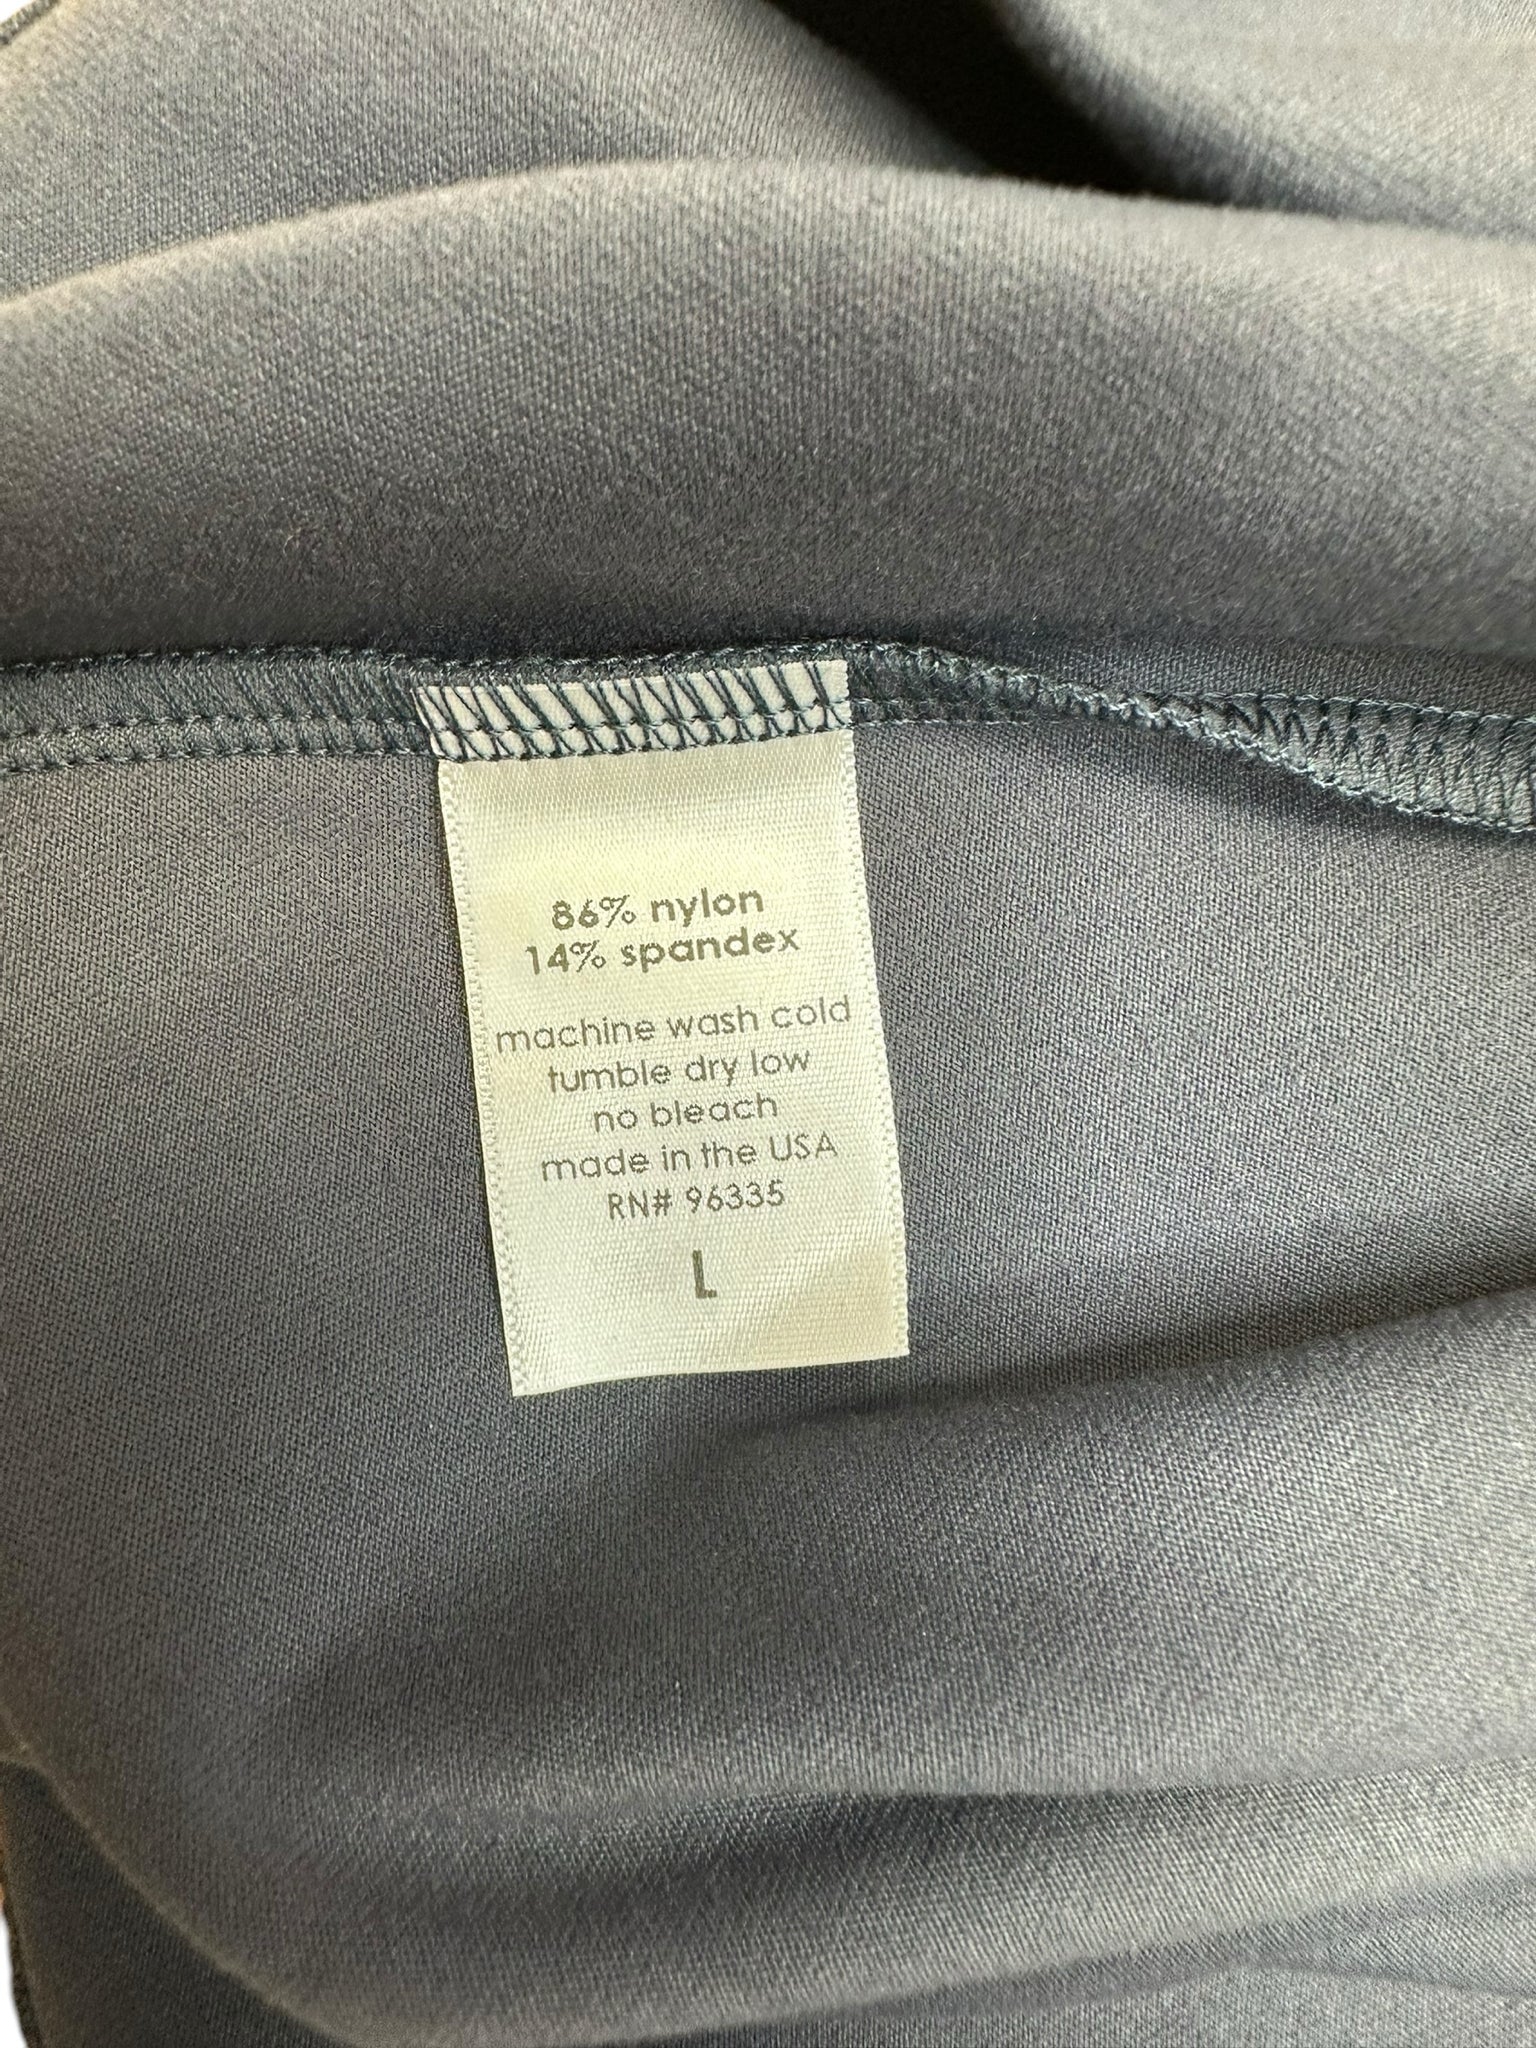 86% nylon
14% spandex
machine wash cold
tumble dry low
no bleach
made in the USA
RN# 96335
L